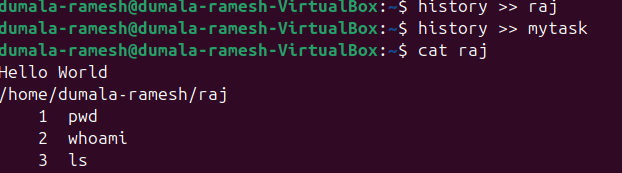 dumala-ramesh@dumala-ramesh-VirtualBox:~$ history >> raj
dumala-ramesh@dumala-ramesh-VirtualBox:~$ history >> mytask
dumala-ramesh@dumala-ramesh-VirtualBox:~$ cat raj
Hello World
/home/dumala-ramesh/raj
    1  pwd
    2  whoami
    3  ls